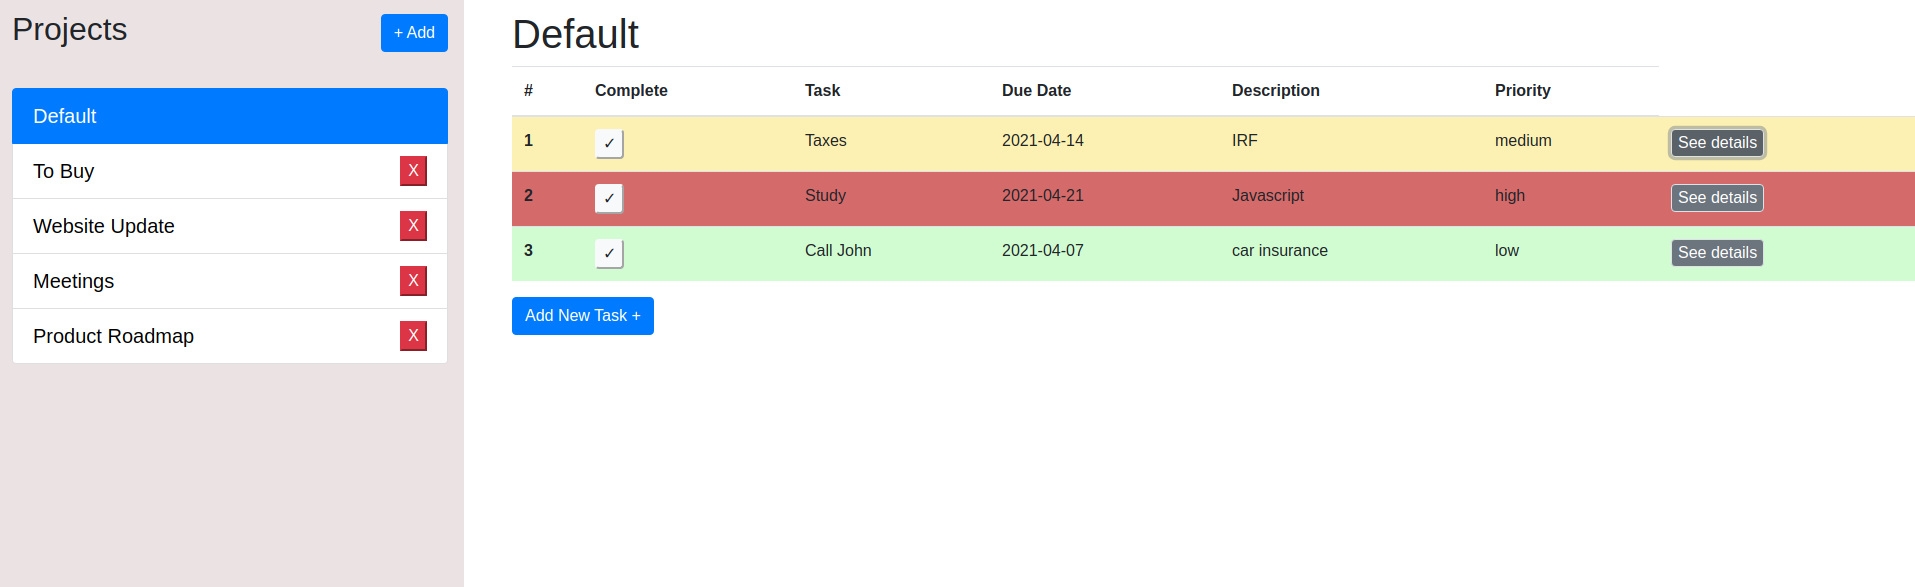 Projects
+ Add
Default
To Buy X
Website Update X
Meetings X
Product Roadmap X
Default
# Complete Task Due Date Description Priority
1 ✓ Taxes 2021-04-14 IRF medium See details
2 ✓ Study 2021-04-21 Javascript high See details
3 ✓ Call John 2021-04-07 car insurance low See details
Add New Task +